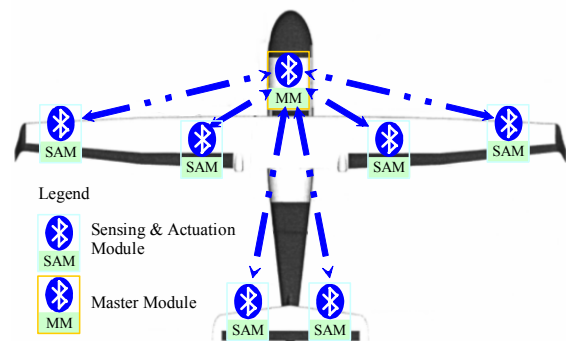 MM
SAM
SAM
SAM
SAM
Legend
Sensing & Actuation
Module
SAM
Master Module
MM
SAM
SAM